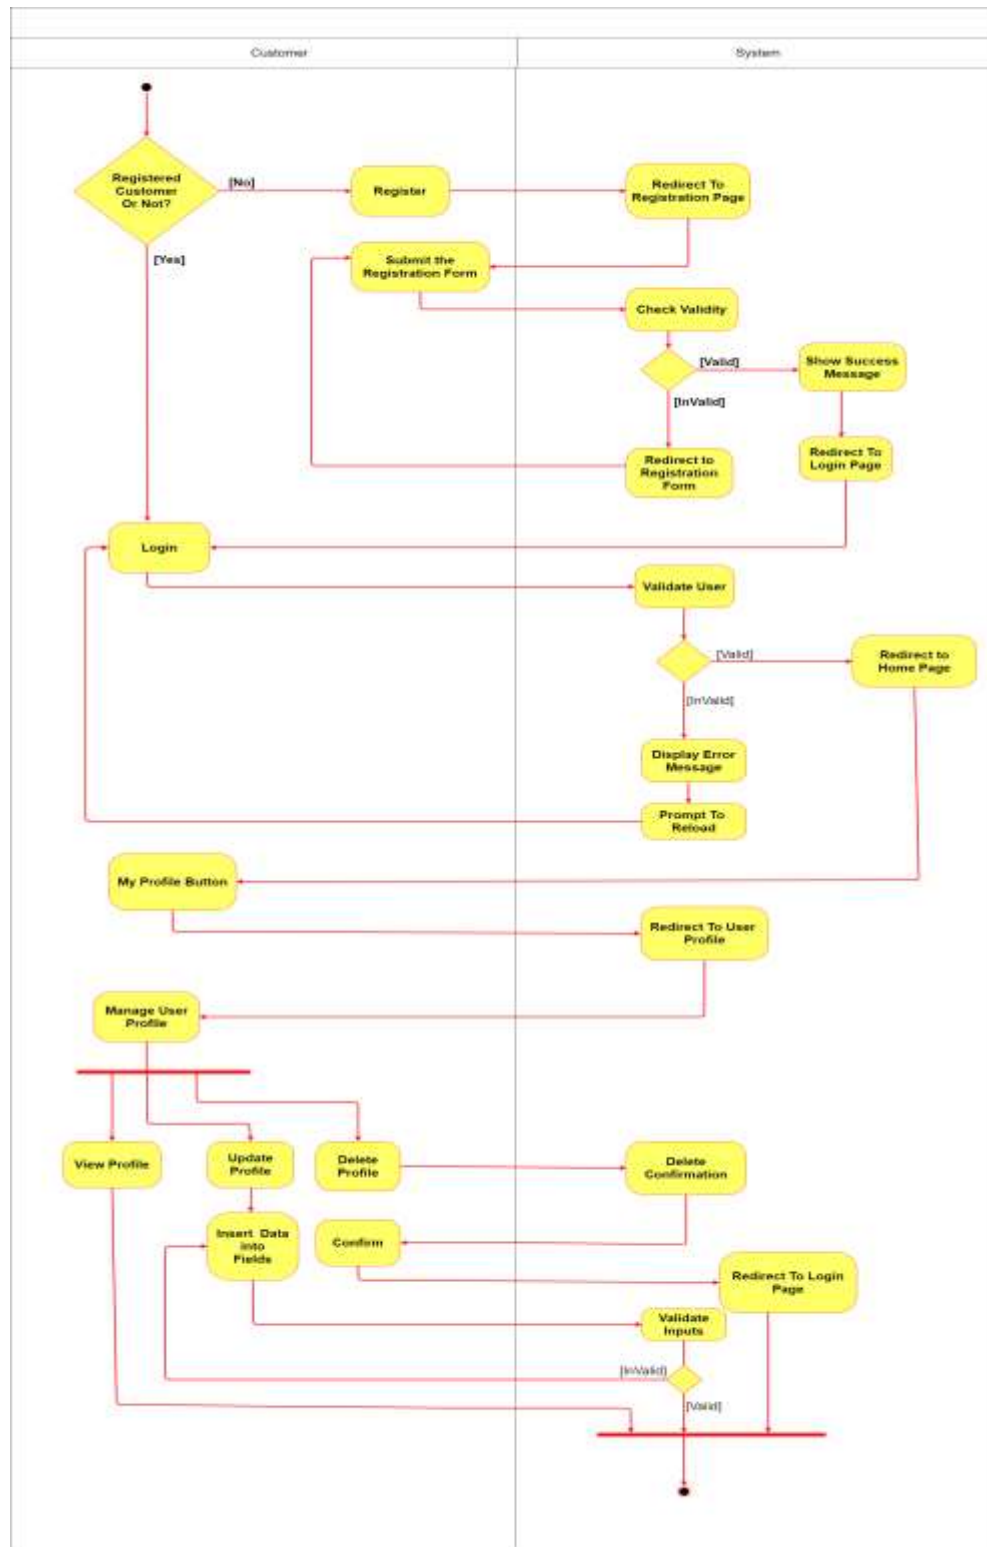 Customer
System
Registered
Customer
Or Not?
[No]
Register
Redirect To
Registration Page
[Yes]
Submit the
Registration Form
Check Validity
[Valid]
Show Success
Message
[InValid]
Redirect to
Registration
Form
Redirect To
Login Page
Login
Validate User
[Valid]
Redirect to
Home Page
[InValid]
Display Error
Message
Prompt To
Reload
My Profile Button
Redirect To User
Profile
Manage User
Profile
View Profile
Update
Profile
Delete
Profile
Delete
Confirmation
Insert Data
into
Fields
Confirm
Redirect To Login
Page
Validate
Inputs
[InValid]
[Valid]